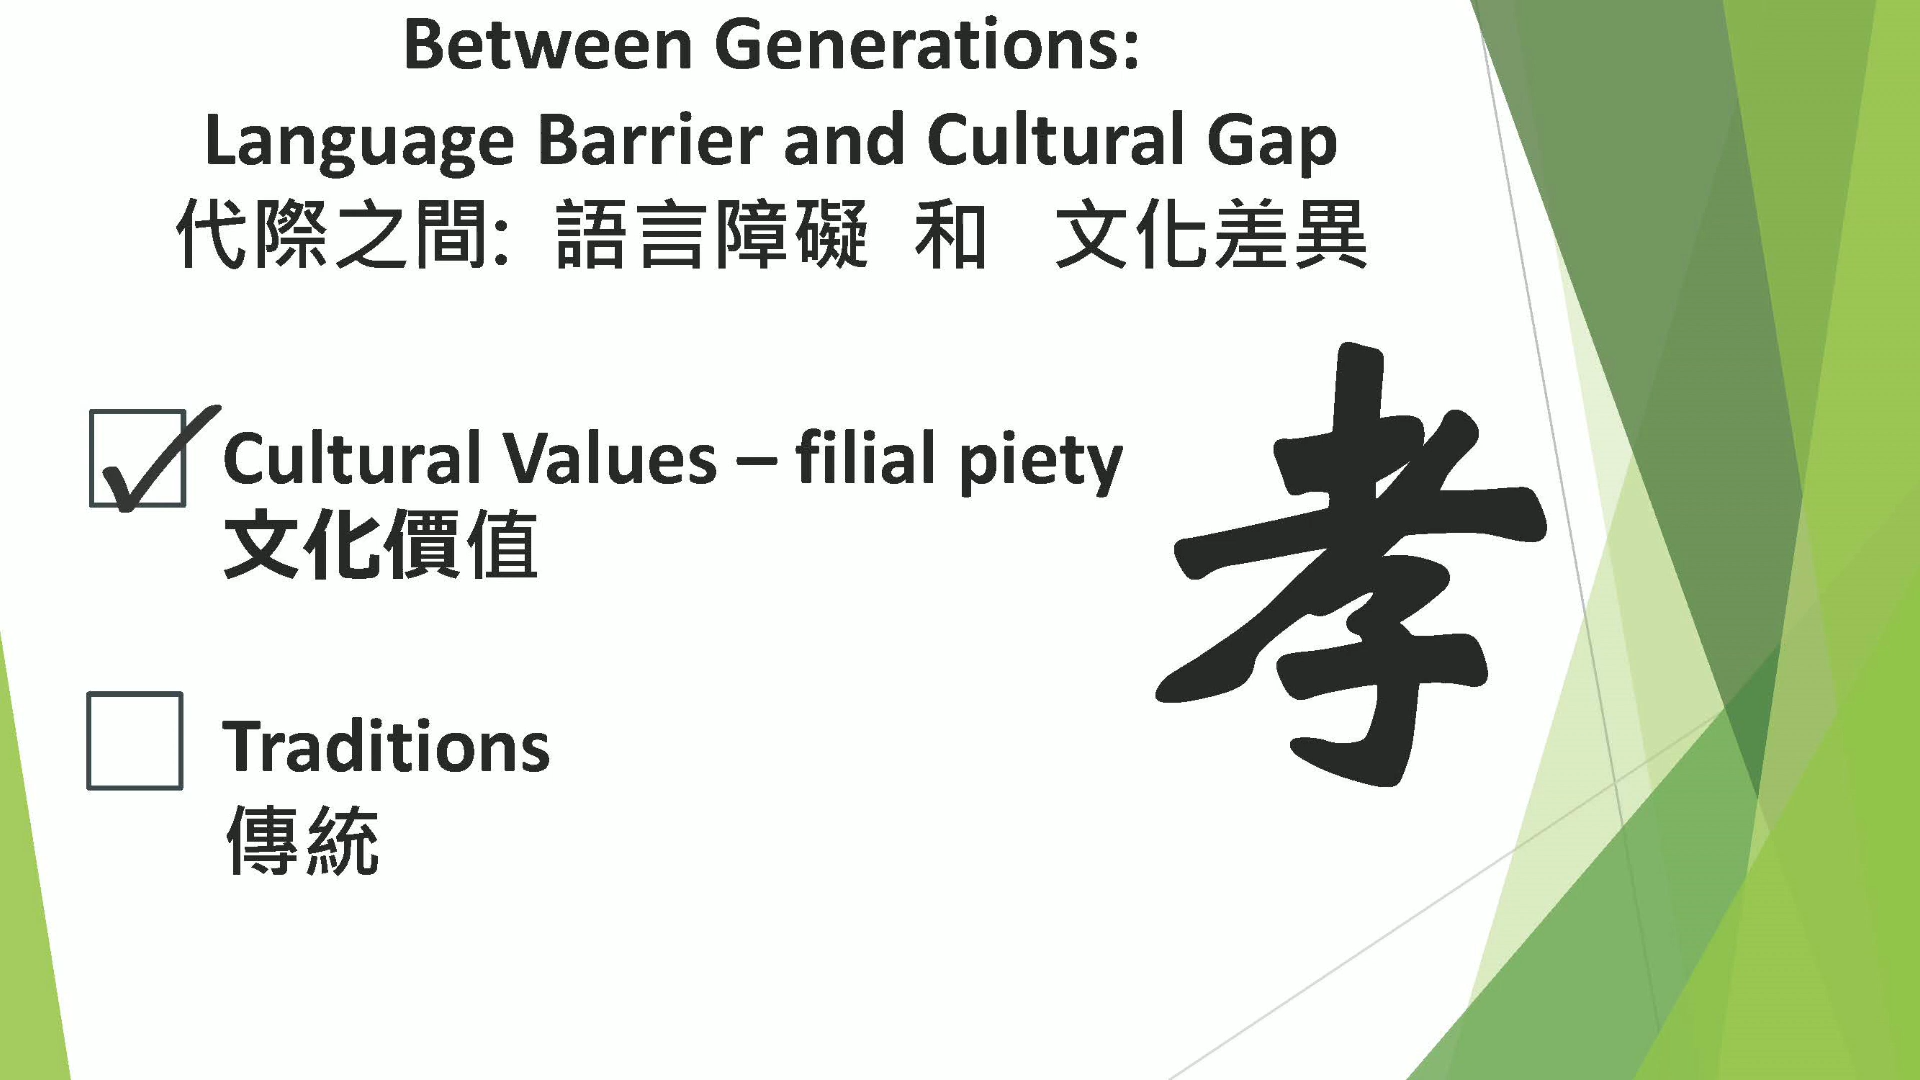 Between Generations:
Language Barrier and Cultural Gap
代際之間: 語言障礙 和 文化差異
Cultural Values – filial piety
文化價值
孝
Traditions
傳統